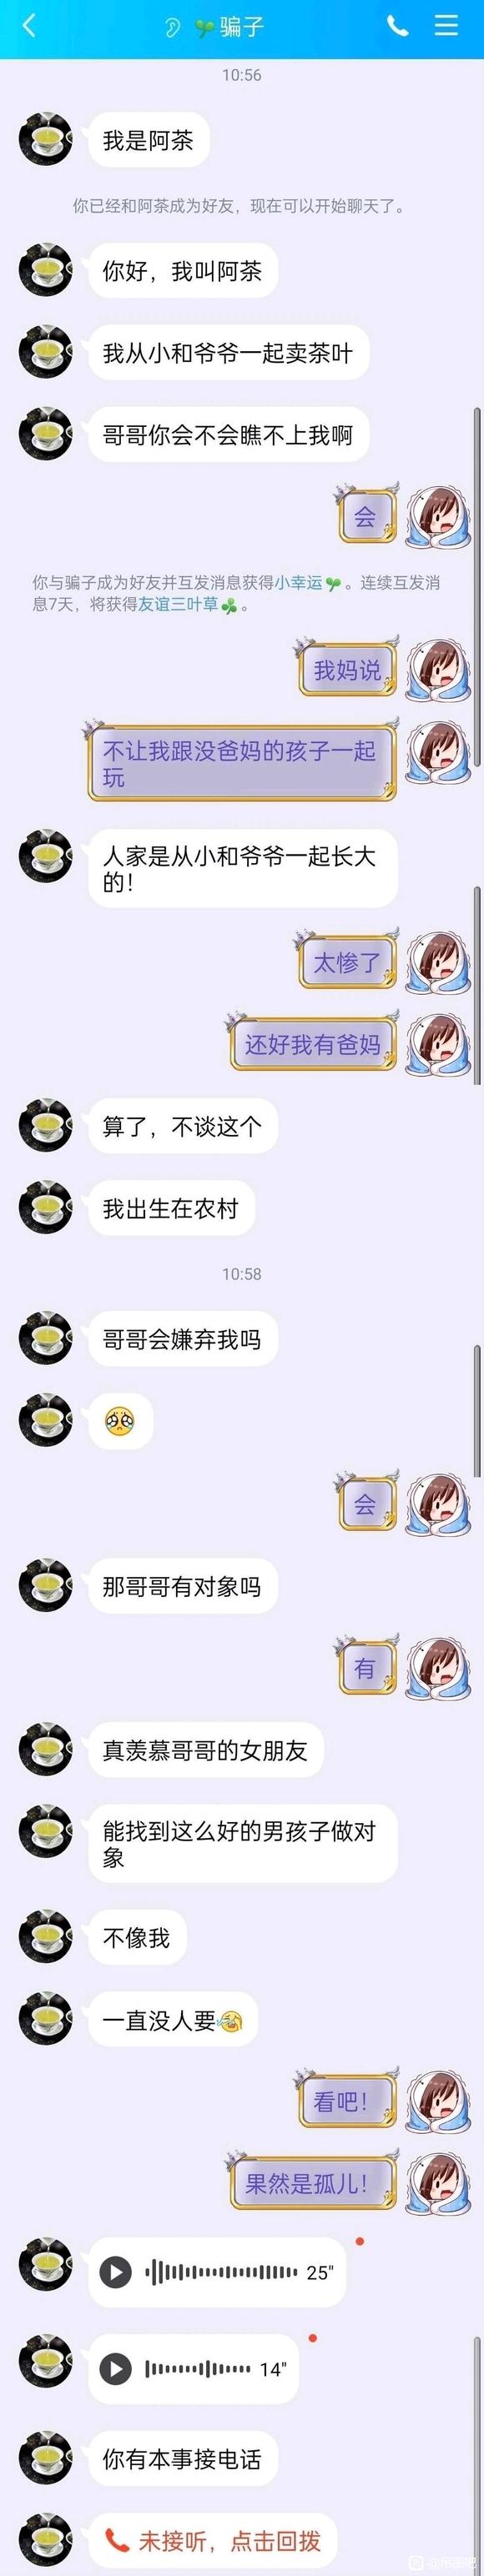 骗子
10:56
我是阿茶
你已经和阿茶成为好友，现在可以开始聊天了。
你好，我叫阿茶
我从小和爷爷一起卖茶叶
哥哥你会不会瞧不上我啊
会
你与骗子成为好友并互发消息获得小幸运。连续互发消
息7天，将获得友谊三叶草。
我妈说
不让我跟没爸妈的孩子一起
玩
人家是从小和爷爷一起长大
的！
太惨了
还好我有爸妈
算了，不谈这个
我出生在农村
10:58
哥哥会嫌弃我吗
会
那哥哥有对象吗
有
真羡慕哥哥的女朋友
能找到这么好的男孩子做对
象
不像我
一直没人要
看吧！
果然是孤儿！
25"
14"
你有本事接电话
未接听，点击回拨